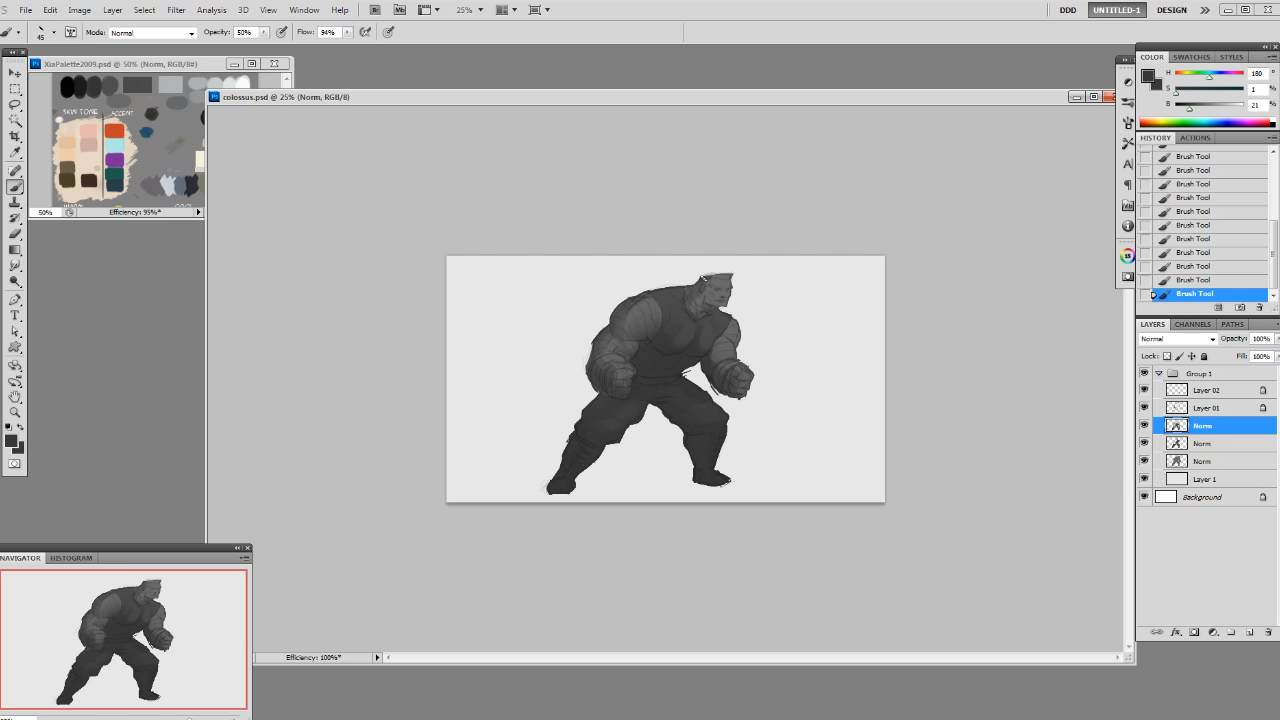 File Edit Image Layer Select Filter Analysis 3D View Window Help Br Mb 25% DDD UNTITLED-1 DESIGN
45 Mode: Normal Opacity: 50% Flow: 94%
XiaPalette2009.psd @ 50% (Norm, RGB/8#)
SKIN TONE ACCENT
50% Efficiency: 95%*
colossus.psd @ 25% (Norm, RGB/8)
Efficiency: 100%*
COLOR SWATCHES STYLES
H 180 °
S 1 %
B 21 %
HISTORY ACTIONS
Brush Tool
Brush Tool
Brush Tool
Brush Tool
Brush Tool
Brush Tool
Brush Tool
Brush Tool
Brush Tool
Brush Tool
Brush Tool
LAYERS CHANNELS PATHS
Normal Opacity: 100%
Lock: Fill: 100%
Group 1
Layer 02
Layer 01
Norm
Norm
Norm
Layer 1
Background
NAVIGATOR HISTOGRAM